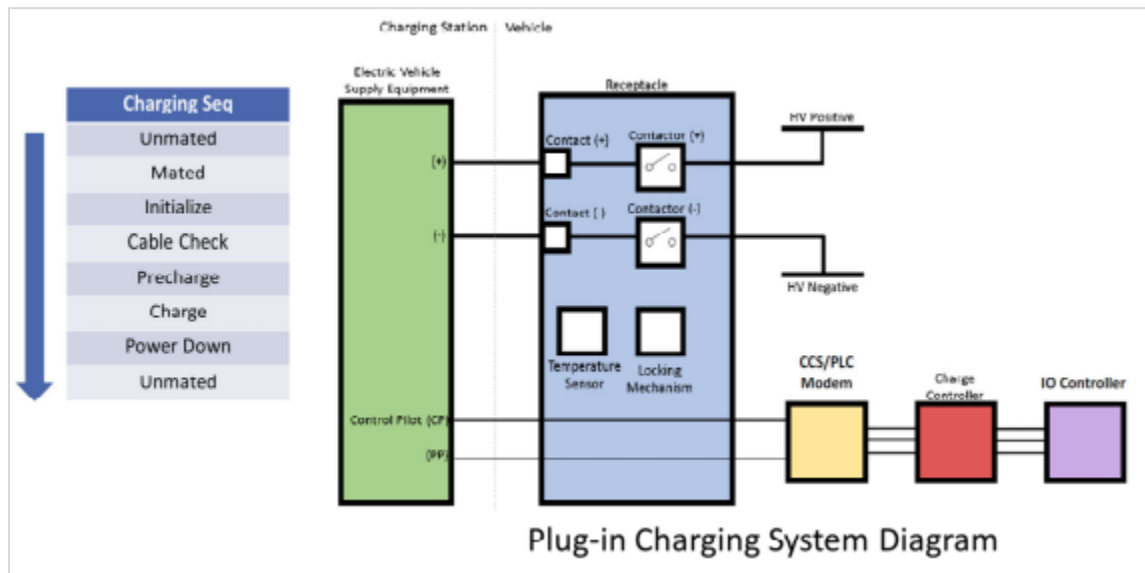 Charging Station
Vehicle
Electric Vehicle
Supply Equipment
Receptacle
Charging Seq
Unmated
Mated
Initialize
Cable Check
Precharge
Charge
Power Down
Unmated
HV Positive
Contact (+)
Contactor (+)
(+)
Contact (-)
Contactor (-)
(-)
HV Negative
Temperature
Sensor
Locking
Mechanism
CCS/PLC
Modem
Charge
Controller
IO Controller
Control Pilot (CP)
(PP)
Plug-in Charging System Diagram